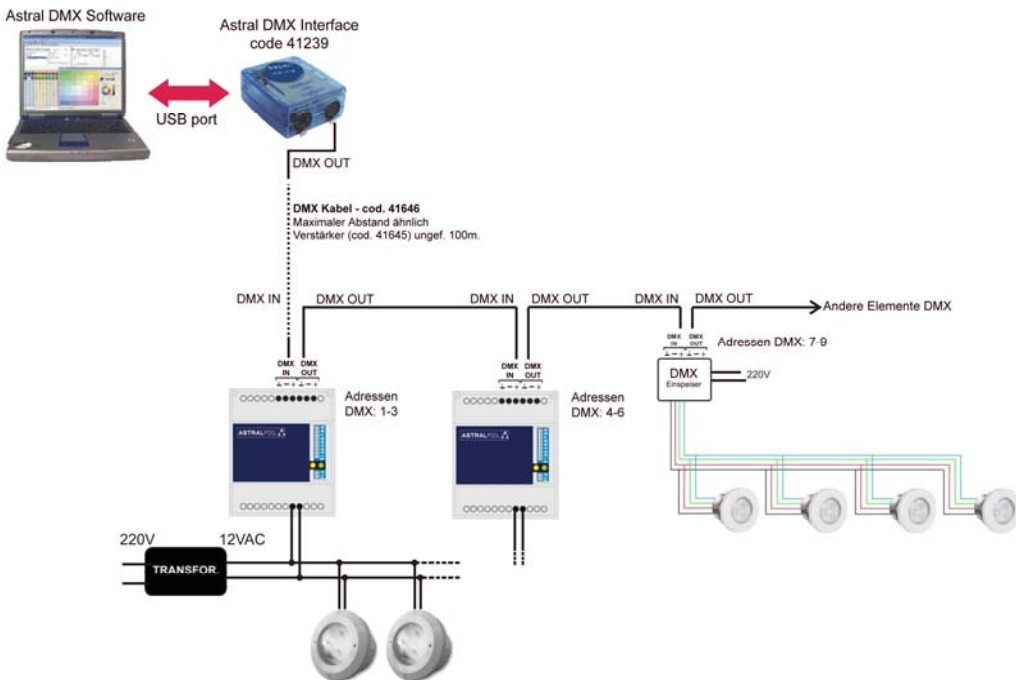 Astral DMX Software
Astral DMX Interface
code 41239
USB port
DMX OUT
DMX Kabel - cod. 41646
Maximaler Abstand ähnlich
Verstärker (cod. 41645) ungef. 100m.
DMX IN
DMX OUT
DMX IN
DMX OUT
DMX IN
DMX OUT
Andere Elemente DMX
DMX
IN
DMX
OUT
DMX
IN
DMX
OUT
DMX
IN
DMX
OUT
Adressen DMX: 7-9
DMX
Einspeiser
220V
Adressen
DMX: 1-3
Adressen
DMX: 4-6
ASTRALPOOL
ASTRALPOOL
220V
12VAC
TRANSFOR.